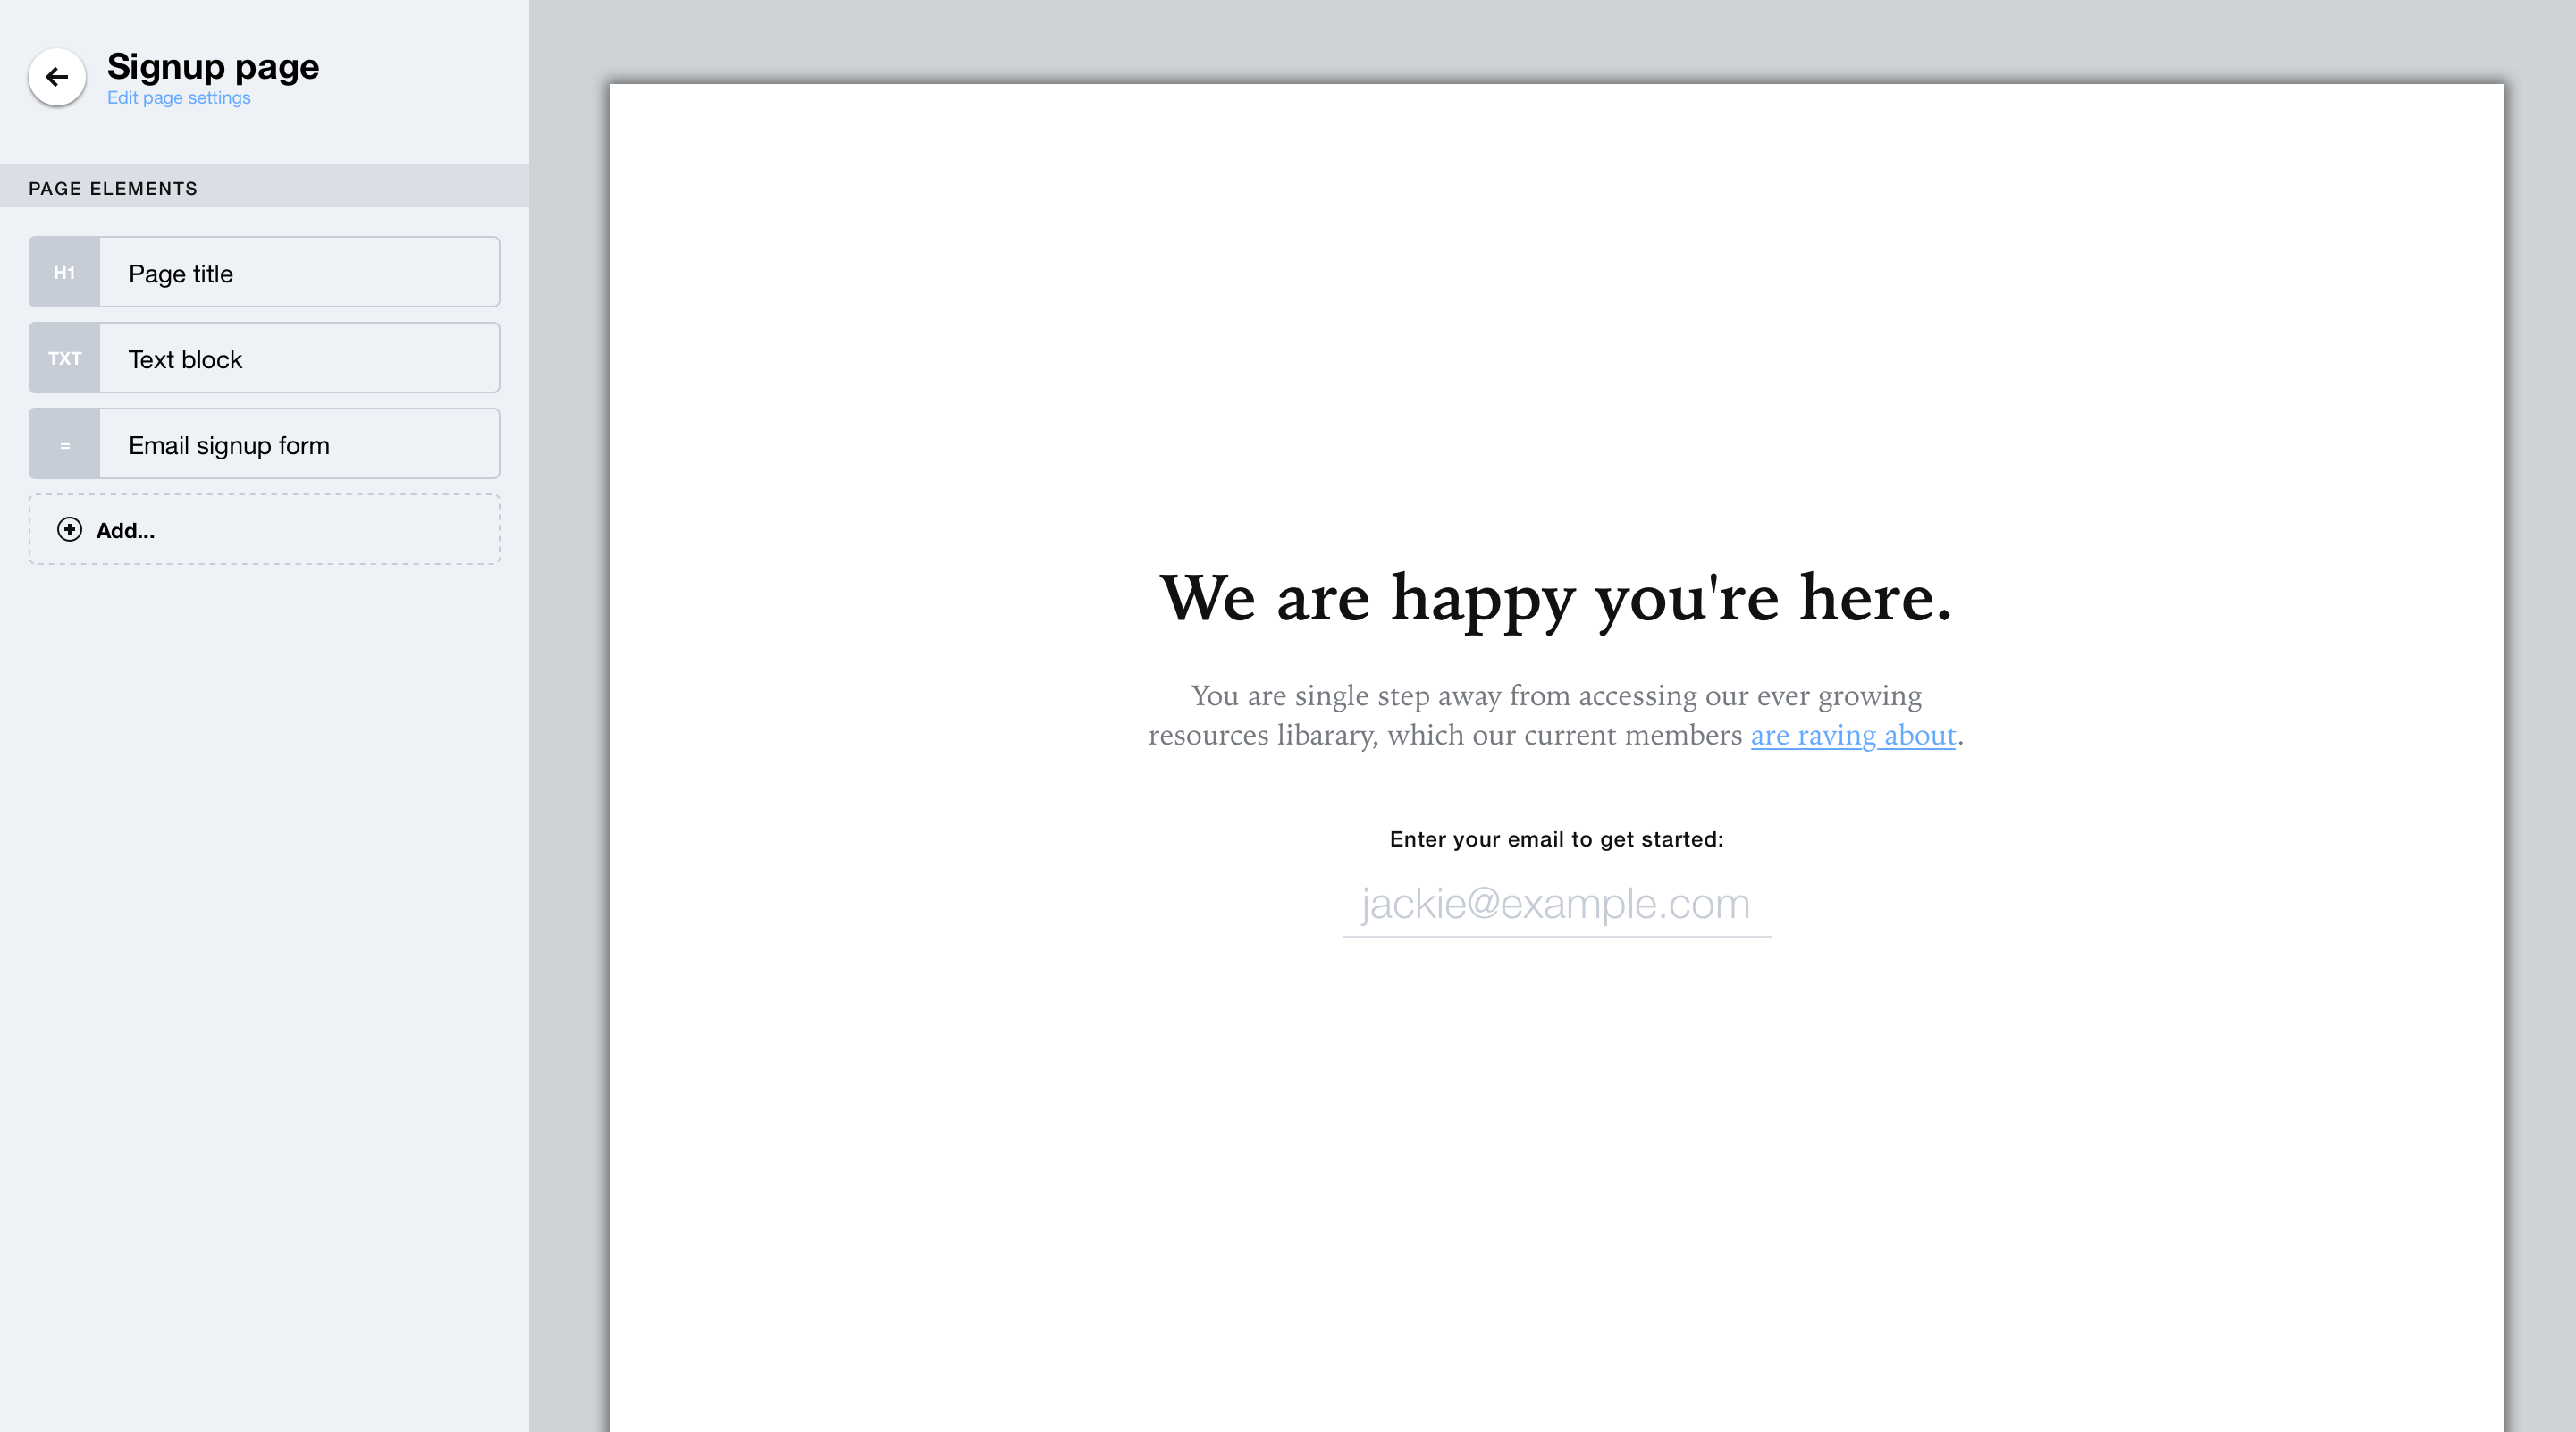 Signup page
Edit page settings
PAGE ELEMENTS
H1 Page title
TXT Text block
= Email signup form
Add...
We are happy you're here.
You are single step away from accessing our ever growing
resources libarary, which our current members are raving about.
Enter your email to get started:
jackie@example.com